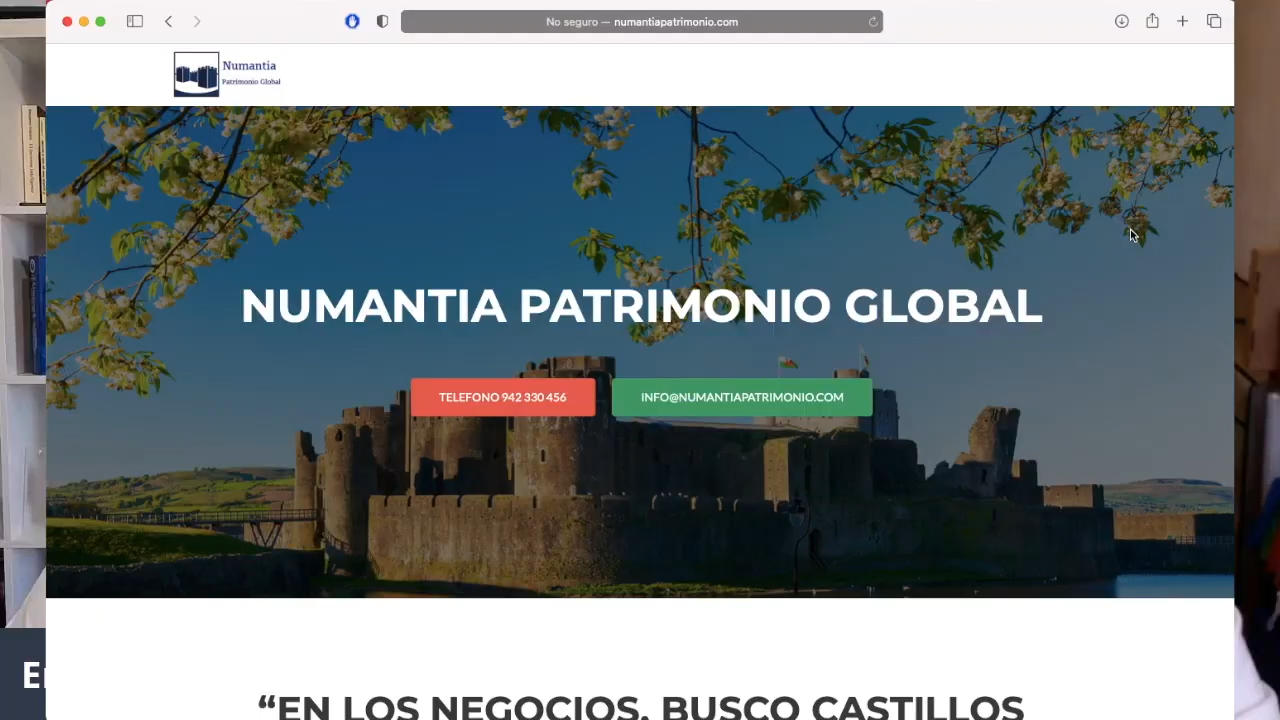 No seguro — numantiapatrimonio.com
Numantia
Patrimonio Global
NUMANTIA PATRIMONIO GLOBAL
TELEFONO 942 330 456
INFO@NUMANTIAPATRIMONIO.COM
“EN LOS NEGOCIOS, BUSCO CASTILLOS